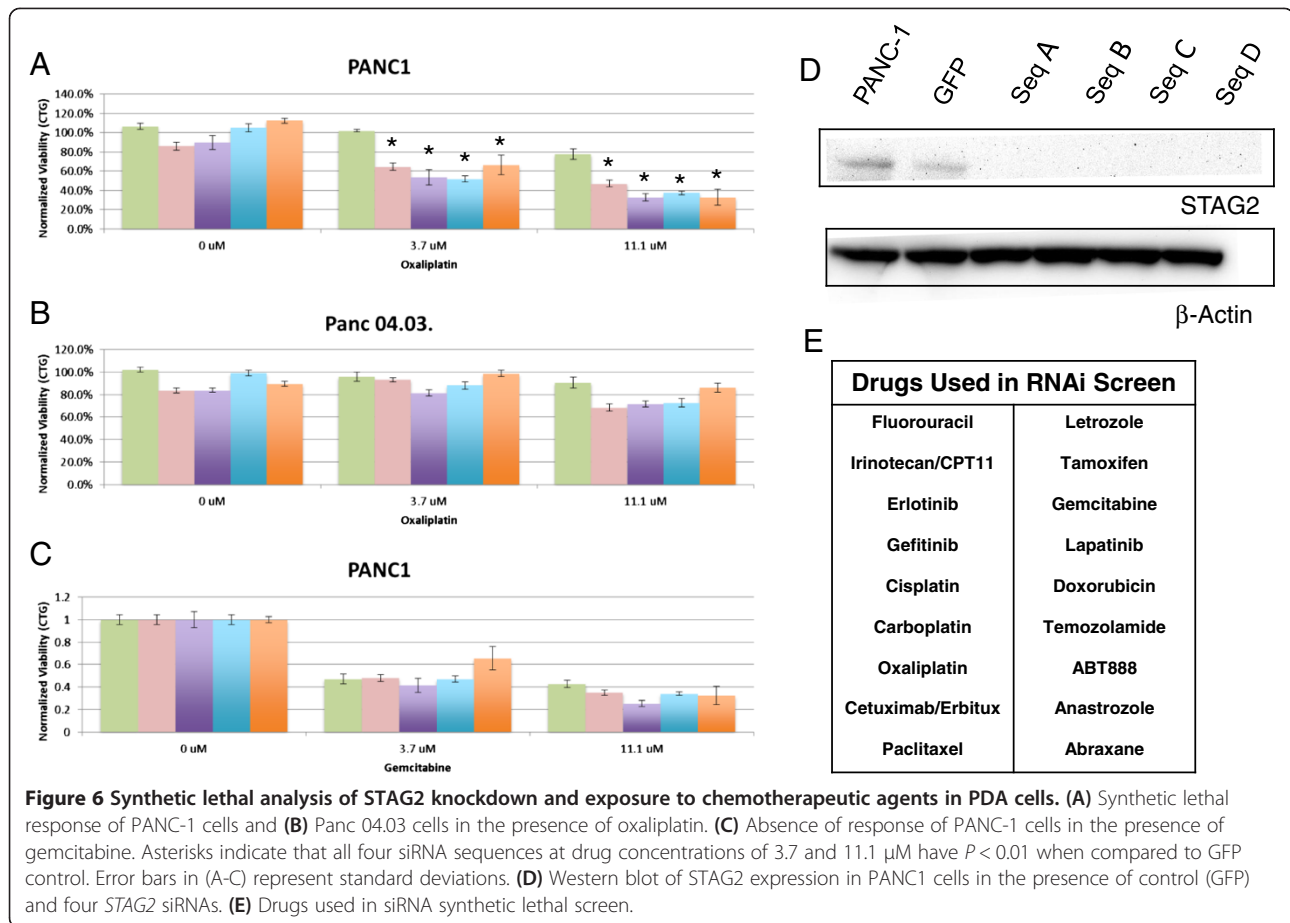 A
PANC1
Normalized Viability (CTG)
140.0%
120.0%
100.0%
80.0%
60.0%
40.0%
20.0%
0.0%
* * * *
* * * *
0 uM 3.7 uM 11.1 uM
Oxaliplatin
B
Panc 04.03.
Normalized Viability (CTG)
120.0%
100.0%
80.0%
60.0%
40.0%
20.0%
0.0%
0 uM 3.7 uM 11.1 uM
Oxaliplatin
C
PANC1
Normalized Viability (CTG)
1.2
1
0.8
0.6
0.4
0.2
0
0 uM 3.7 uM 11.1 uM
Gemcitabine
D
PANC-1 GFP Seq A Seq B Seq C Seq D
STAG2
β-Actin
E
Drugs Used in RNAi Screen
Fluorouracil Letrozole
Irinotecan/CPT11 Tamoxifen
Erlotinib Gemcitabine
Gefitinib Lapatinib
Cisplatin Doxorubicin
Carboplatin Temozolamide
Oxaliplatin ABT888
Cetuximab/Erbitux Anastrozole
Paclitaxel Abraxane
Figure 6 Synthetic lethal analysis of STAG2 knockdown and exposure to chemotherapeutic agents in PDA cells. (A) Synthetic lethal
response of PANC-1 cells and (B) Panc 04.03 cells in the presence of oxaliplatin. (C) Absence of response of PANC-1 cells in the presence of
gemcitabine. Asterisks indicate that all four siRNA sequences at drug concentrations of 3.7 and 11.1 μM have P < 0.01 when compared to GFP
control. Error bars in (A-C) represent standard deviations. (D) Western blot of STAG2 expression in PANC1 cells in the presence of control (GFP)
and four STAG2 siRNAs. (E) Drugs used in siRNA synthetic lethal screen.